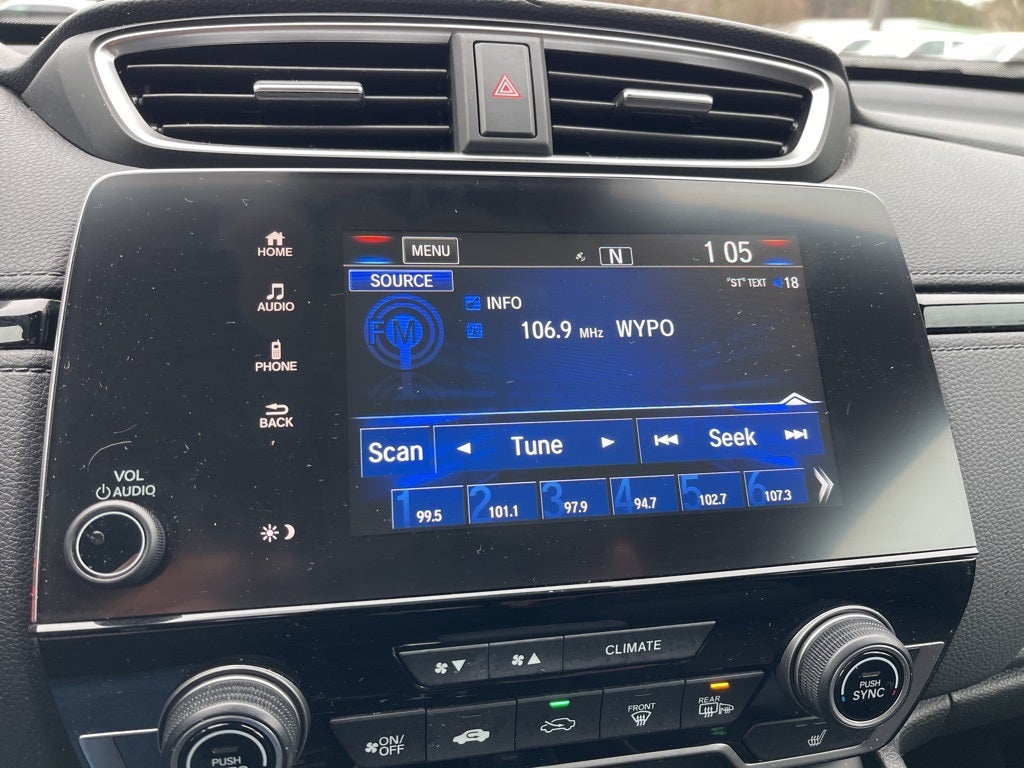 HOME
AUDIO
PHONE
BACK
VOL
AUDIO
MENU
N
1 05
SOURCE
"ST" TEXT 18
FM
INFO
106.9 MHz WYPO
Scan
Tune
Seek
1 99.5
2 101.1
3 97.9
4 94.7
5 102.7
6 107.3
CLIMATE
ON/
OFF
FRONT
REAR
PUSH
SYNC
PUSH